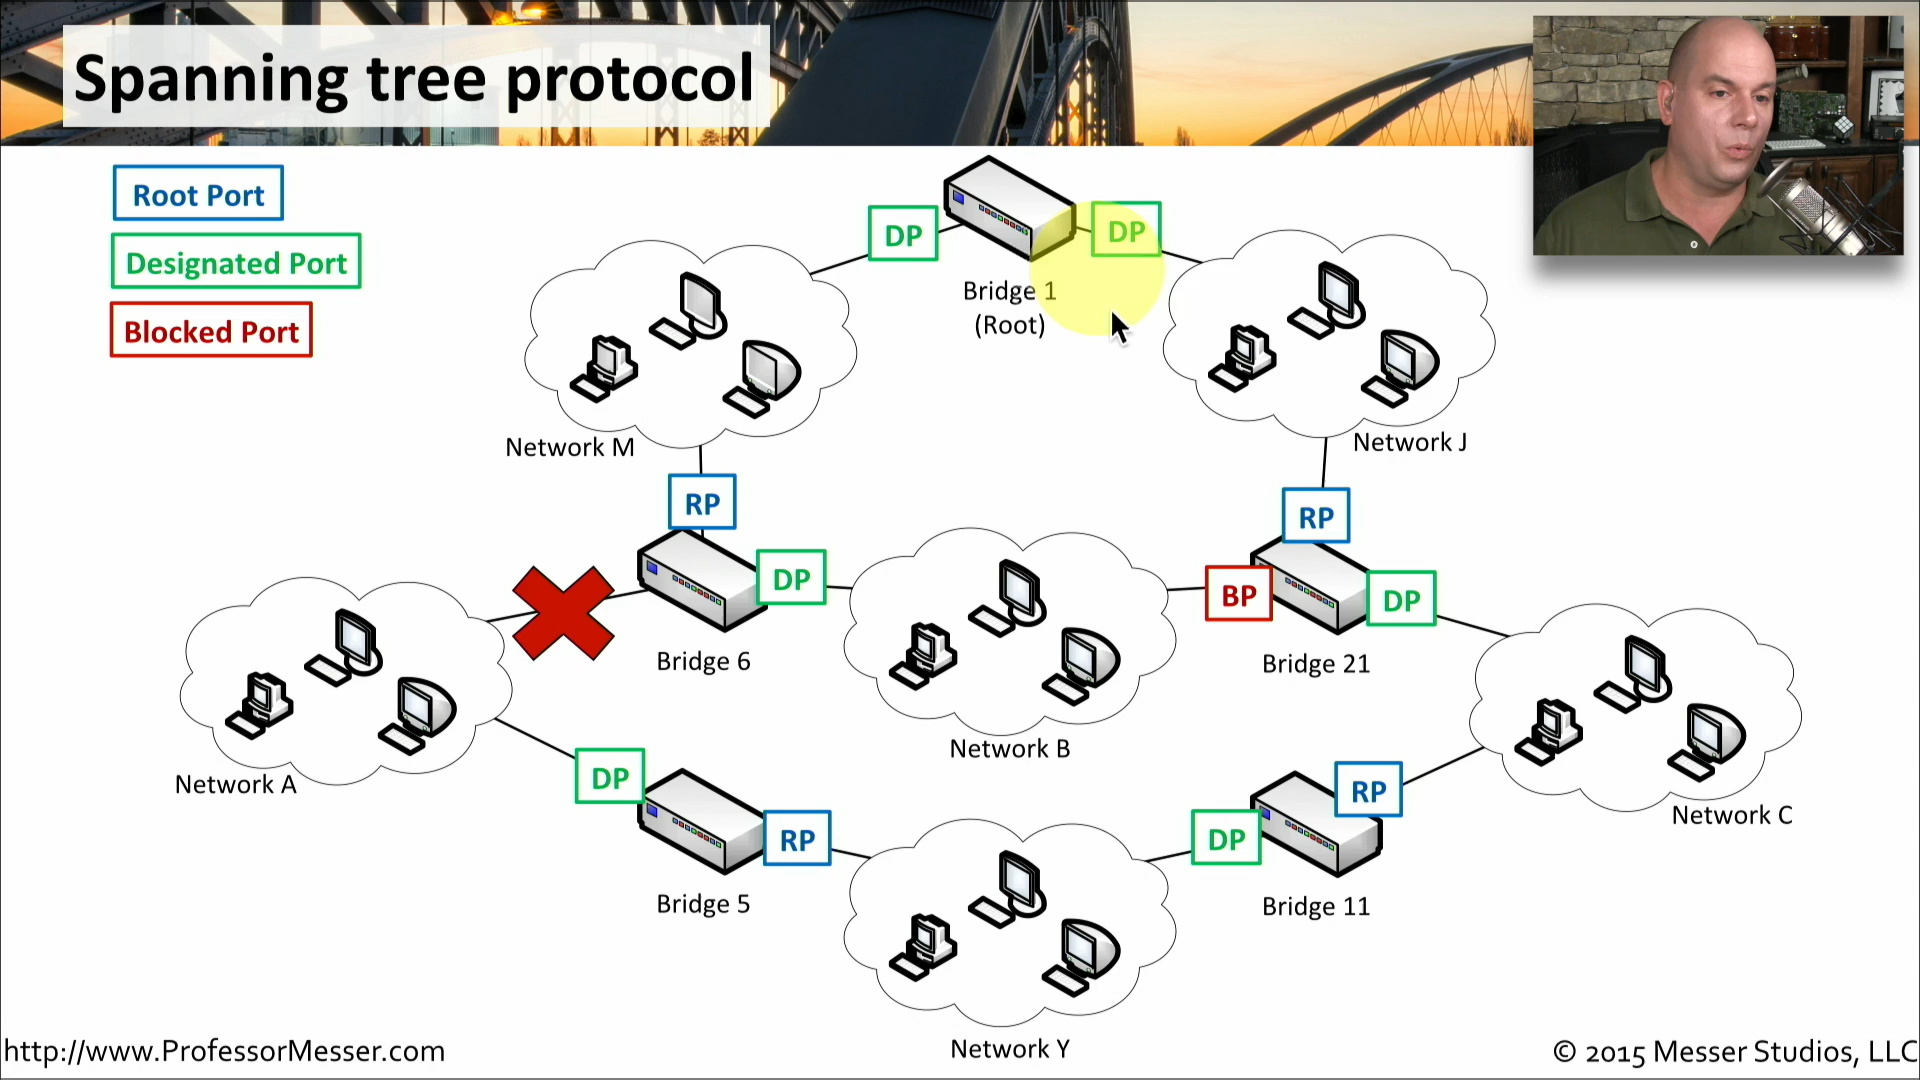 Spanning tree protocol
Root Port
Designated Port
Blocked Port
DP
DP
Bridge 1
(Root)
Network M
Network J
RP
RP
DP
BP
DP
Bridge 6
Bridge 21
Network B
Network A
DP
RP
DP
RP
Network C
Bridge 5
Bridge 11
Network Y
http://www.ProfessorMesser.com
© 2015 Messer Studios, LLC